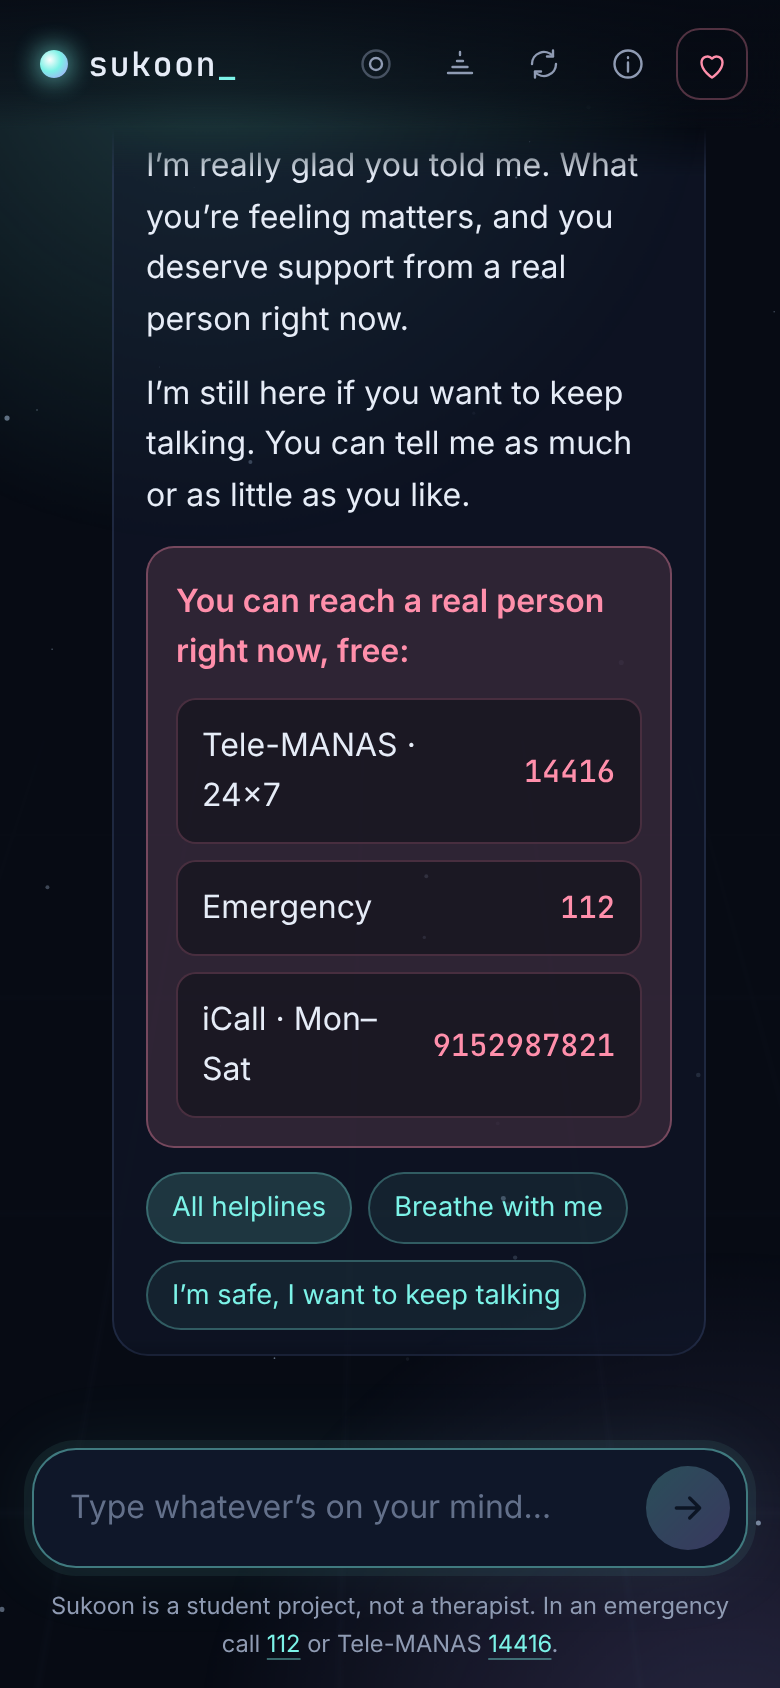 sukoon_
I’m really glad you told me. What
you’re feeling matters, and you
deserve support from a real
person right now.
I’m still here if you want to keep
talking. You can tell me as much
or as little as you like.
You can reach a real person
right now, free:
Tele-MANAS ·
24×7
14416
Emergency 112
iCall · Mon–
Sat
9152987821
All helplines Breathe with me
I’m safe, I want to keep talking
Type whatever’s on your mind...
Sukoon is a student project, not a therapist. In an emergency
call 112 or Tele-MANAS 14416.